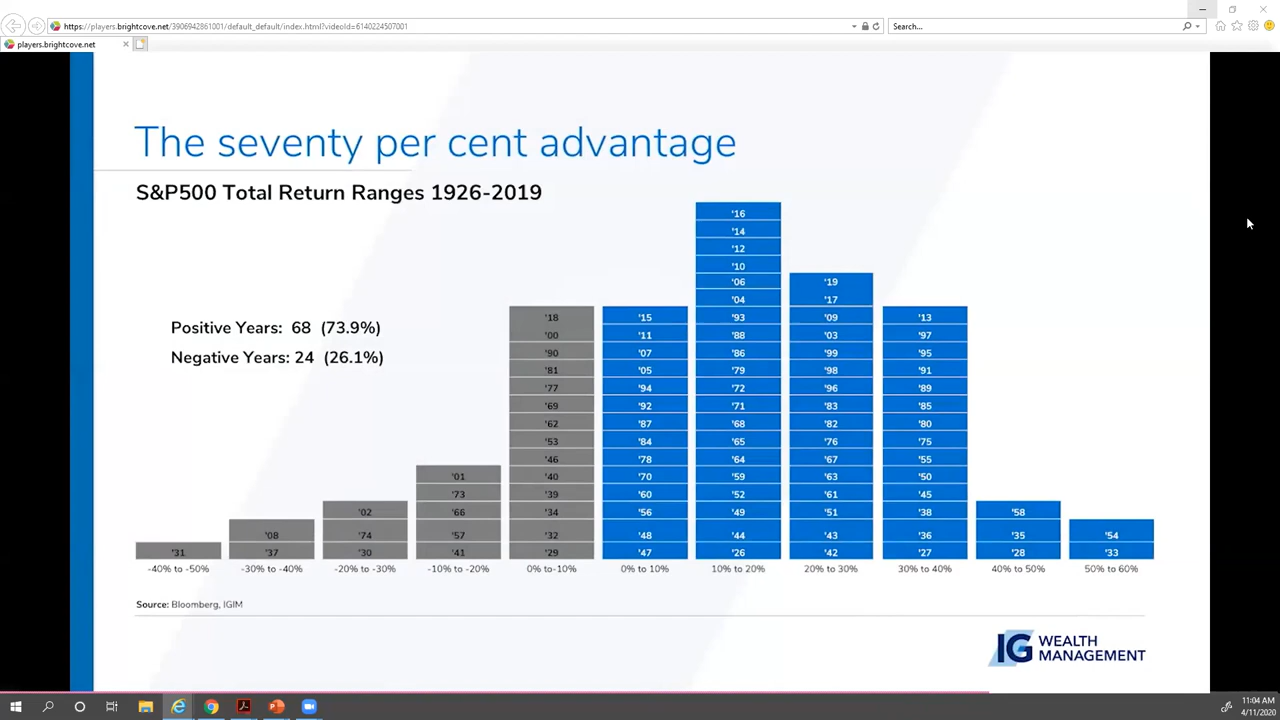 https://players.brightcove.net/3906942861001/default_default/index.html?videoId=6140224507001
Search...
players.brightcove.net
The seventy per cent advantage
S&P500 Total Return Ranges 1926-2019
Positive Years: 68 (73.9%)
Negative Years: 24 (26.1%)
'16
'14
'12
'10
'06 '19
'04 '17
'18 '15 '93 '09 '13
'00 '11 '88 '03 '97
'90 '07 '86 '99 '95
'81 '05 '79 '98 '91
'77 '94 '72 '96 '89
'69 '92 '71 '83 '85
'62 '87 '68 '82 '80
'53 '84 '65 '76 '75
'46 '78 '64 '67 '55
'01 '40 '70 '59 '63 '50
'73 '39 '60 '52 '61 '45
'02 '66 '34 '56 '49 '51 '38 '58
'08 '74 '57 '32 '48 '44 '43 '36 '35 '54
'31 '37 '30 '41 '29 '47 '26 '42 '27 '28 '33
-40% to -50% -30% to -40% -20% to -30% -10% to -20% 0% to-10% 0% to 10% 10% to 20% 20% to 30% 30% to 40% 40% to 50% 50% to 60%
Source: Bloomberg, IGIM
IG WEALTH
MANAGEMENT
11:04 AM
4/11/2020